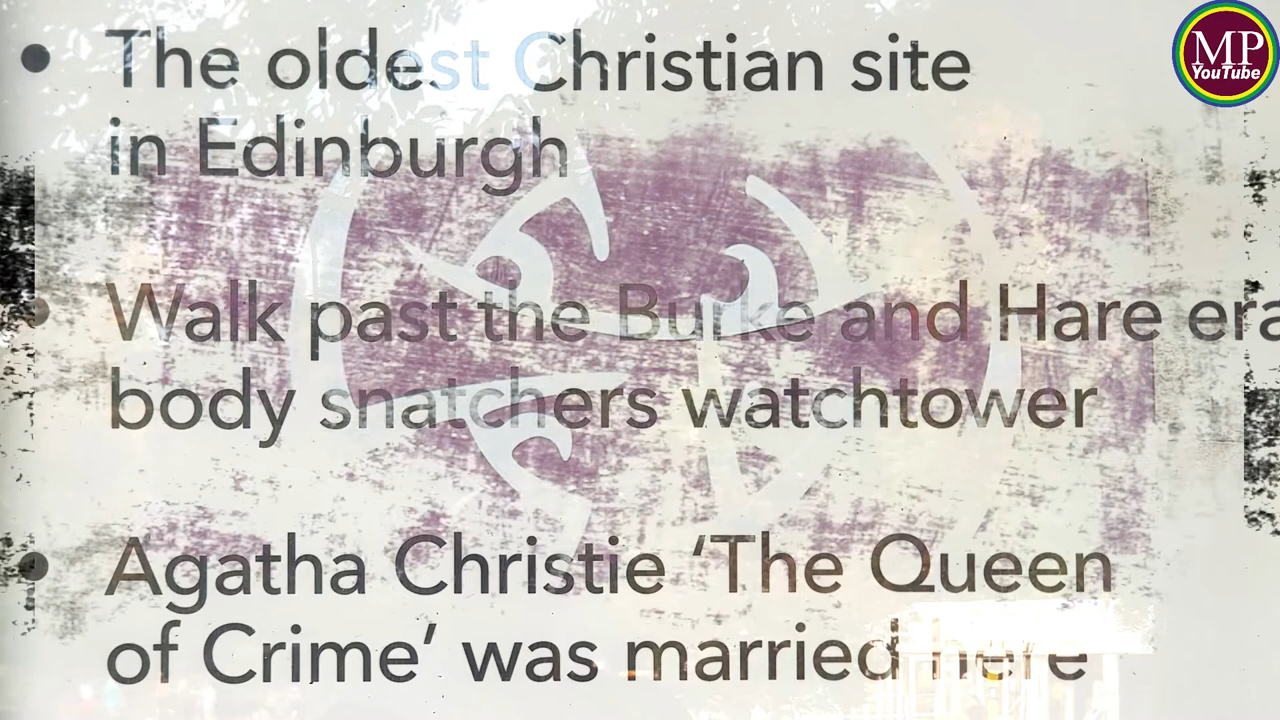 • The oldest Christian site
in Edinburgh
• Walk past the Burke and Hare era
body snatchers watchtower
• Agatha Christie ‘The Queen
of Crime’ was married here
MP
YouTube